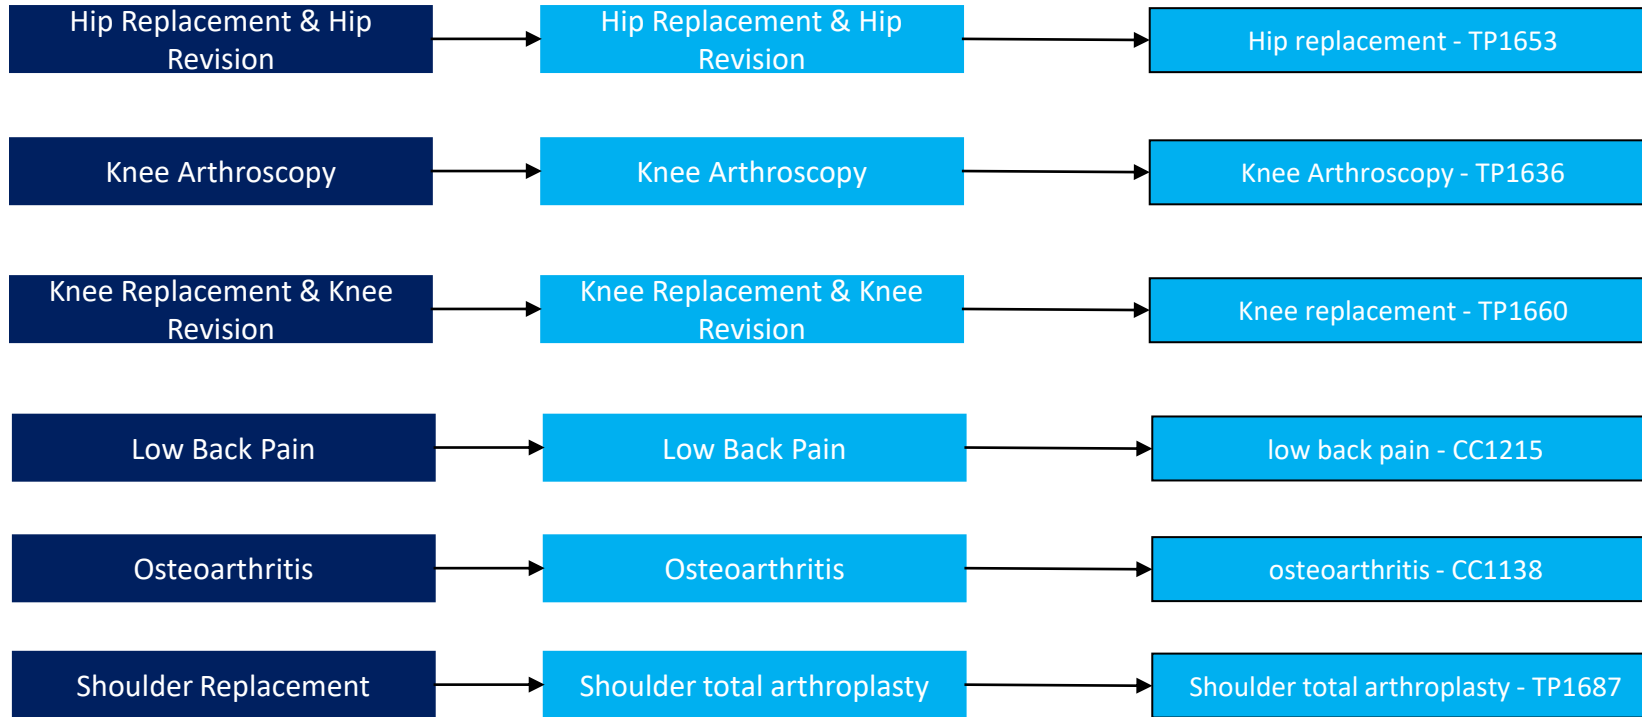 Hip Replacement & Hip
Revision
Hip Replacement & Hip
Revision
Hip replacement - TP1653
Knee Arthroscopy
Knee Arthroscopy
Knee Arthroscopy - TP1636
Knee Replacement & Knee
Revision
Knee Replacement & Knee
Revision
Knee replacement - TP1660
Low Back Pain
Low Back Pain
low back pain - CC1215
Osteoarthritis
Osteoarthritis
osteoarthritis - CC1138
Shoulder Replacement
Shoulder total arthroplasty
Shoulder total arthroplasty - TP1687